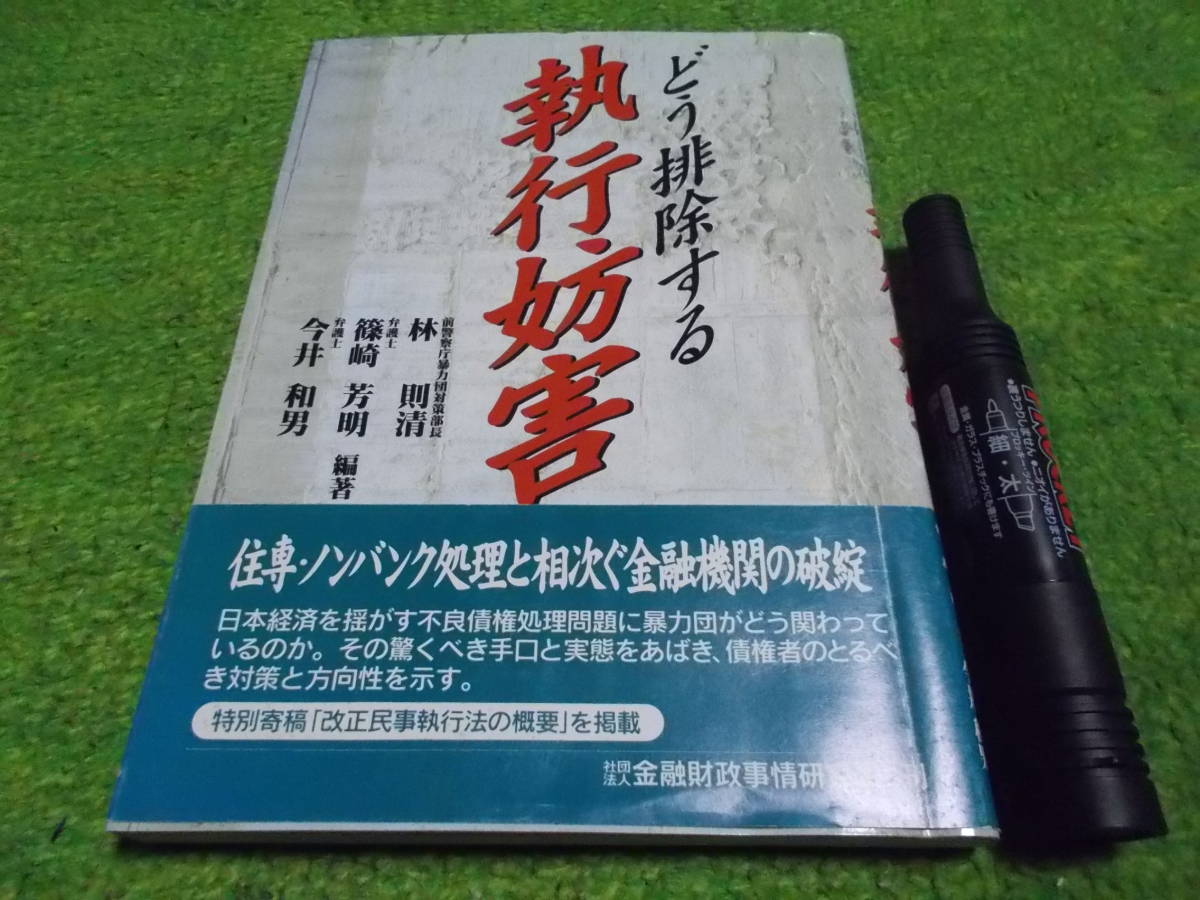 どう排除する
執行妨害
前警察庁暴力団対策部長
林 則清
弁護士
篠崎 芳明
弁護士
今井 和男
編著
住専・ノンバンク処理と相次ぐ金融機関の破綻
日本経済を揺がす不良債権処理問題に暴力団がどう関わって
いるのか。その驚くべき手口と実態をあばき、債権者のとるべ
き対策と方向性を示す。
特別寄稿「改正民事執行法の概要」を掲載
社団法人 金融財政事情研
細・太